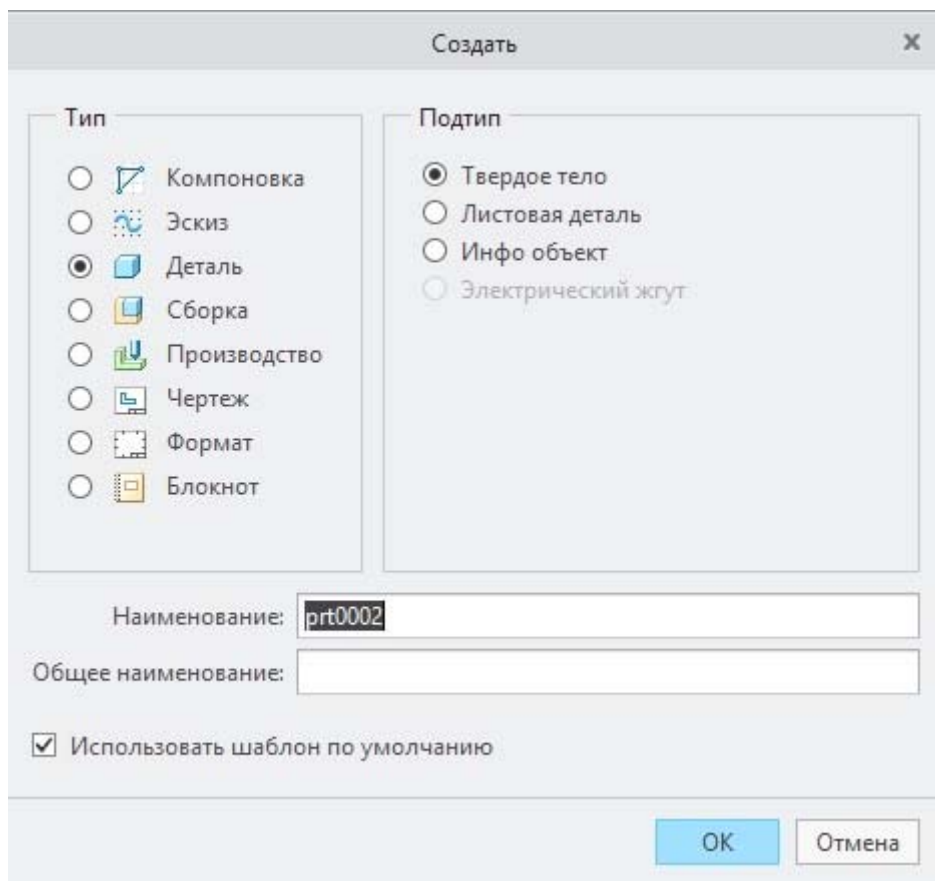 Создать
Тип
Компоновка
Эскиз
Деталь
Сборка
Производство
Чертеж
Формат
Блокнот
Подтип
Твердое тело
Листовая деталь
Инфо объект
Электрический жгут
Наименование: prt0002
Общее наименование:
Использовать шаблон по умолчанию
OK Отмена